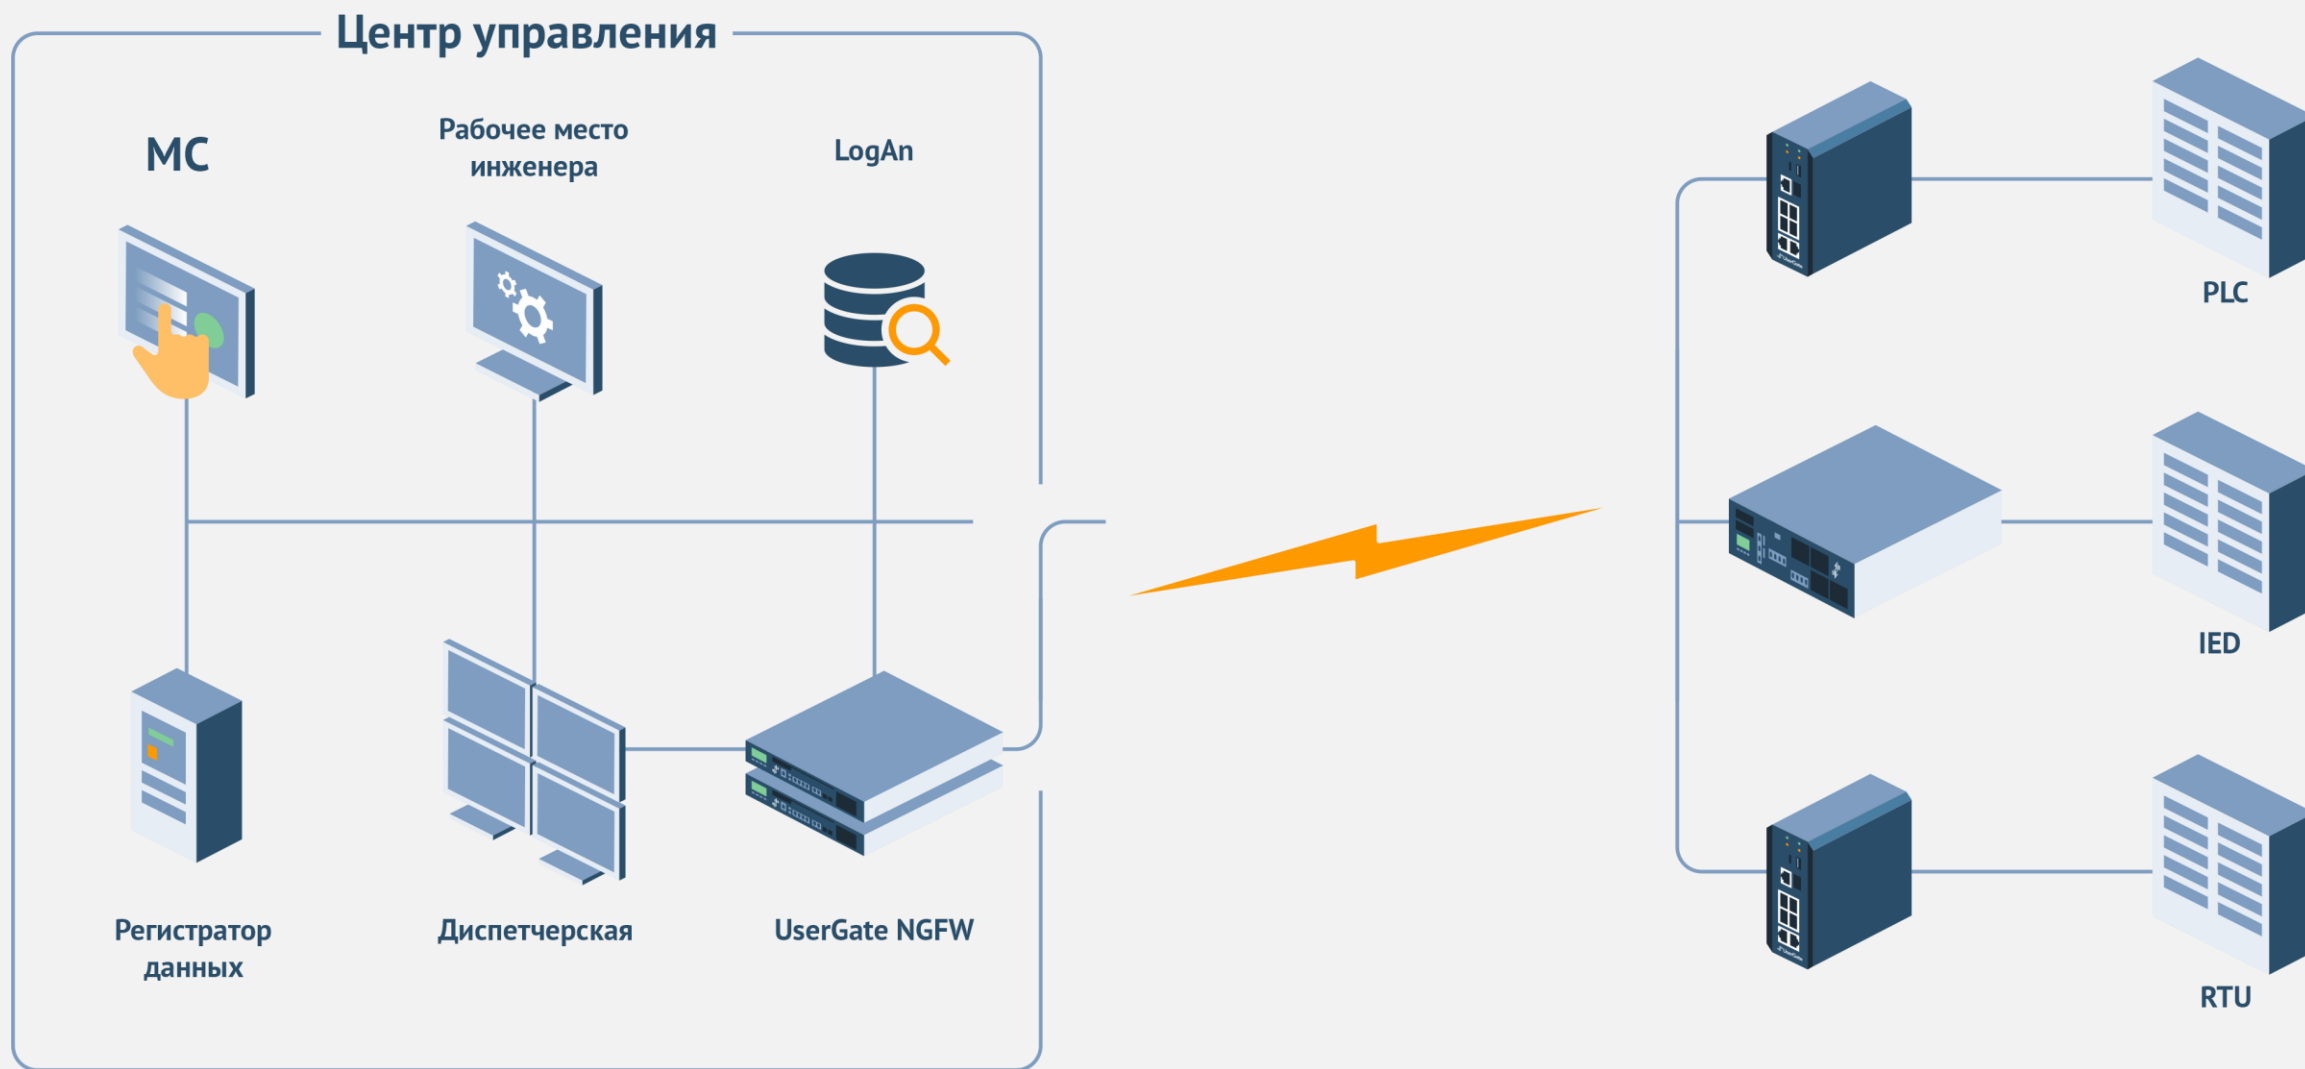 Центр управления
МС
Рабочее место
инженера
LogAn
PLC
IED
Регистратор
данных
Диспетчерская
UserGate NGFW
RTU